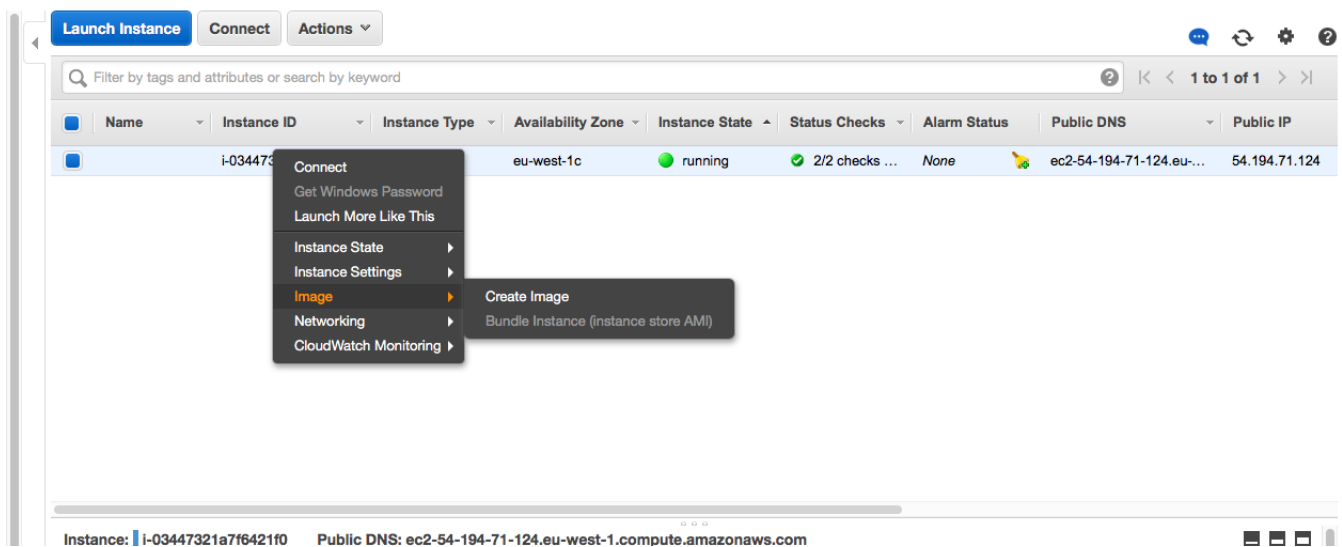 Launch Instance Connect Actions
Filter by tags and attributes or search by keyword 1 to 1 of 1
Name Instance ID Instance Type Availability Zone Instance State Status Checks Alarm Status Public DNS Public IP
i-03447 eu-west-1c running 2/2 checks ... None ec2-54-194-71-124.eu-... 54.194.71.124
Connect
Get Windows Password
Launch More Like This
Instance State
Instance Settings
Image Create Image
Networking Bundle Instance (instance store AMI)
CloudWatch Monitoring
Instance: i-03447321a7f6421f0 Public DNS: ec2-54-194-71-124.eu-west-1.compute.amazonaws.com